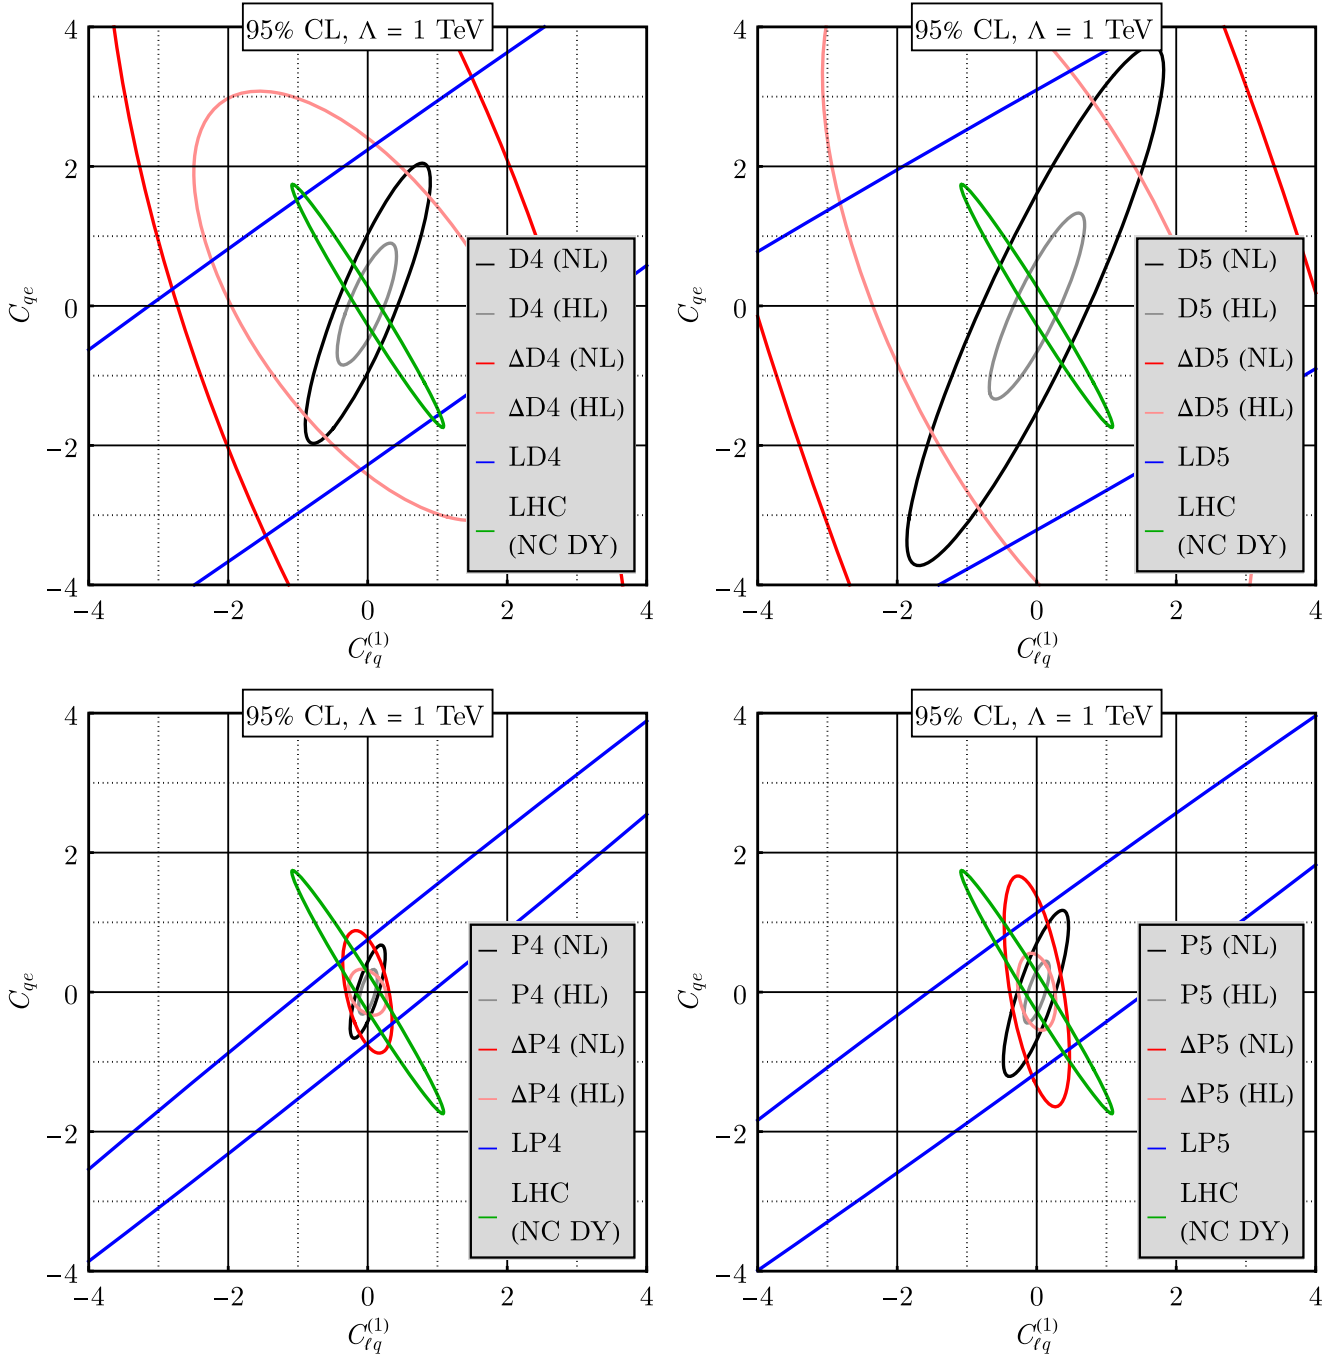 95% CL, Λ = 1 TeV
4
2
0
−2
−4
−4
−2
0
2
4
C_{qe}
C_{ℓq}^{(1)}
D4 (NL)
D4 (HL)
ΔD4 (NL)
ΔD4 (HL)
LD4
LHC
(NC DY)
95% CL, Λ = 1 TeV
4
2
0
−2
−4
−4
−2
0
2
4
C_{qe}
C_{ℓq}^{(1)}
D5 (NL)
D5 (HL)
ΔD5 (NL)
ΔD5 (HL)
LD5
LHC
(NC DY)
95% CL, Λ = 1 TeV
4
2
0
−2
−4
−4
−2
0
2
4
C_{qe}
C_{ℓq}^{(1)}
P4 (NL)
P4 (HL)
ΔP4 (NL)
ΔP4 (HL)
LP4
LHC
(NC DY)
95% CL, Λ = 1 TeV
4
2
0
−2
−4
−4
−2
0
2
4
C_{qe}
C_{ℓq}^{(1)}
P5 (NL)
P5 (HL)
ΔP5 (NL)
ΔP5 (HL)
LP5
LHC
(NC DY)